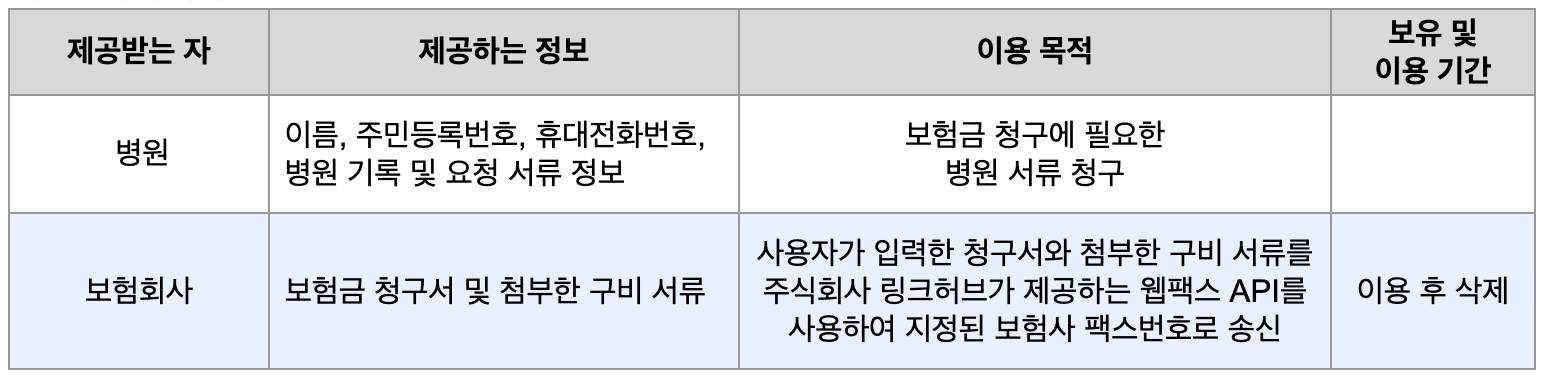 제공받는 자
제공하는 정보
이용 목적
보유 및
이용 기간
병원
이름, 주민등록번호, 휴대전화번호,
병원 기록 및 요청 서류 정보
보험금 청구에 필요한
병원 서류 청구
보험회사
보험금 청구서 및 첨부한 구비 서류
사용자가 입력한 청구서와 첨부한 구비 서류를
주식회사 링크허브가 제공하는 웹팩스 API를
사용하여 지정된 보험사 팩스번호로 송신
이용 후 삭제